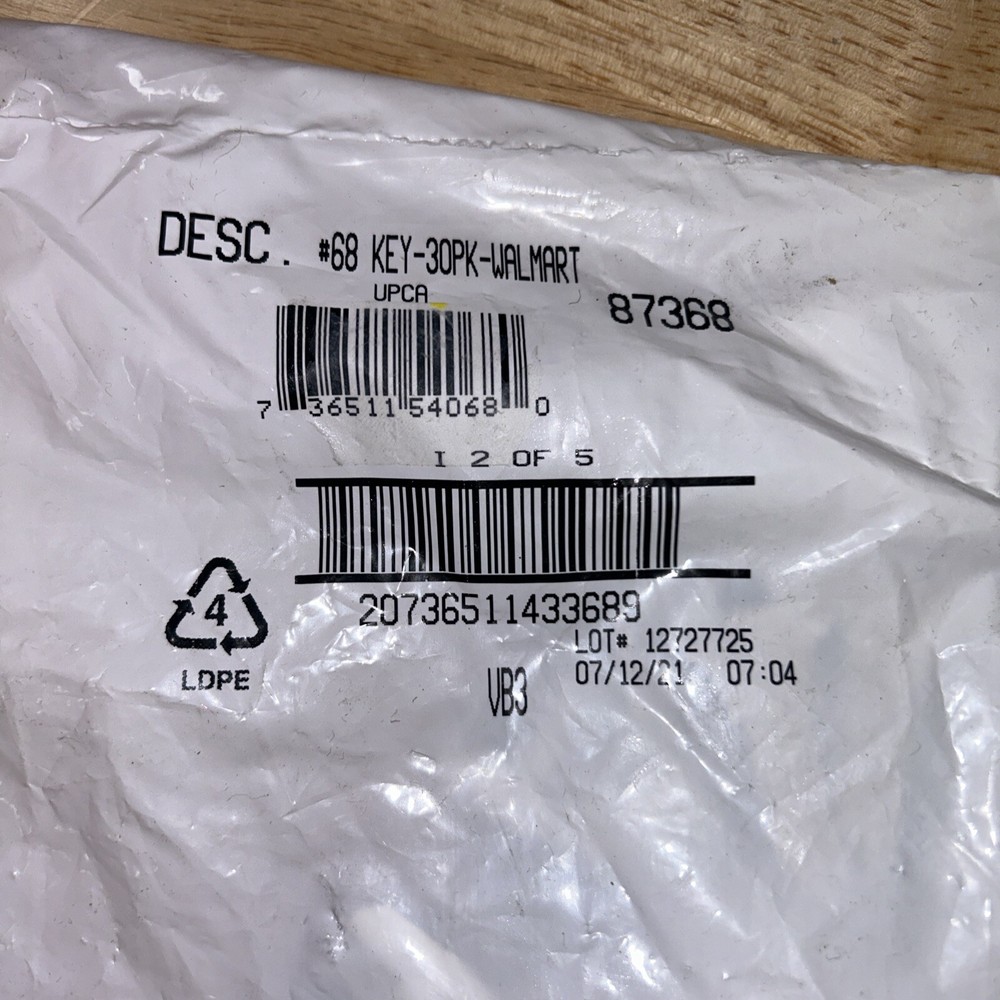 DESC. #68 KEY-30PK-WALMART
UPCA
87368
7 36511 54068 0
I 2 OF 5
20736511433689
4
LDPE
LOT# 12727725
07/12/21 07:04
VB3